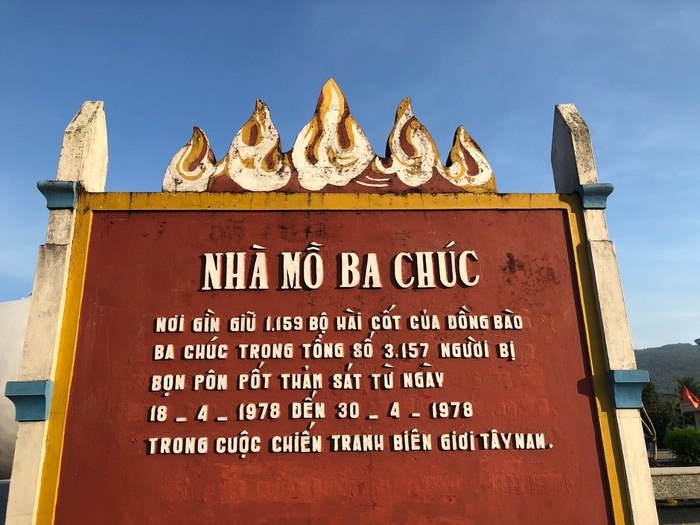 NHÀ MỒ BA CHÚC
NƠI GÌN GIỮ 1.159 BỘ HÀI CỐT CỦA ĐỒNG BÀO
BA CHÚC TRONG TỔNG SỐ 3.157 NGƯỜI BỊ
BỌN PÔN PỐT THẢM SÁT TỪ NGÀY
18 - 4 - 1978 ĐẾN 30 - 4 - 1978
TRONG CUỘC CHIẾN TRANH BIÊN GIƠI TÂY NAM.